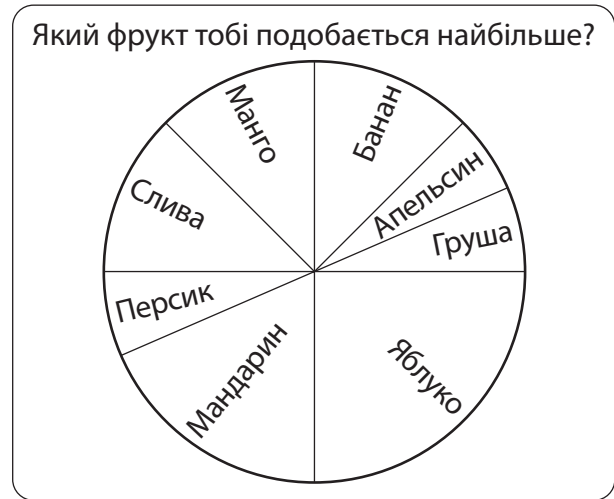 Який фрукт тобі подобається найбільше?
Манго
Банан
Апельсин
Слива
Груша
Персик
Мандарин
Яблуко